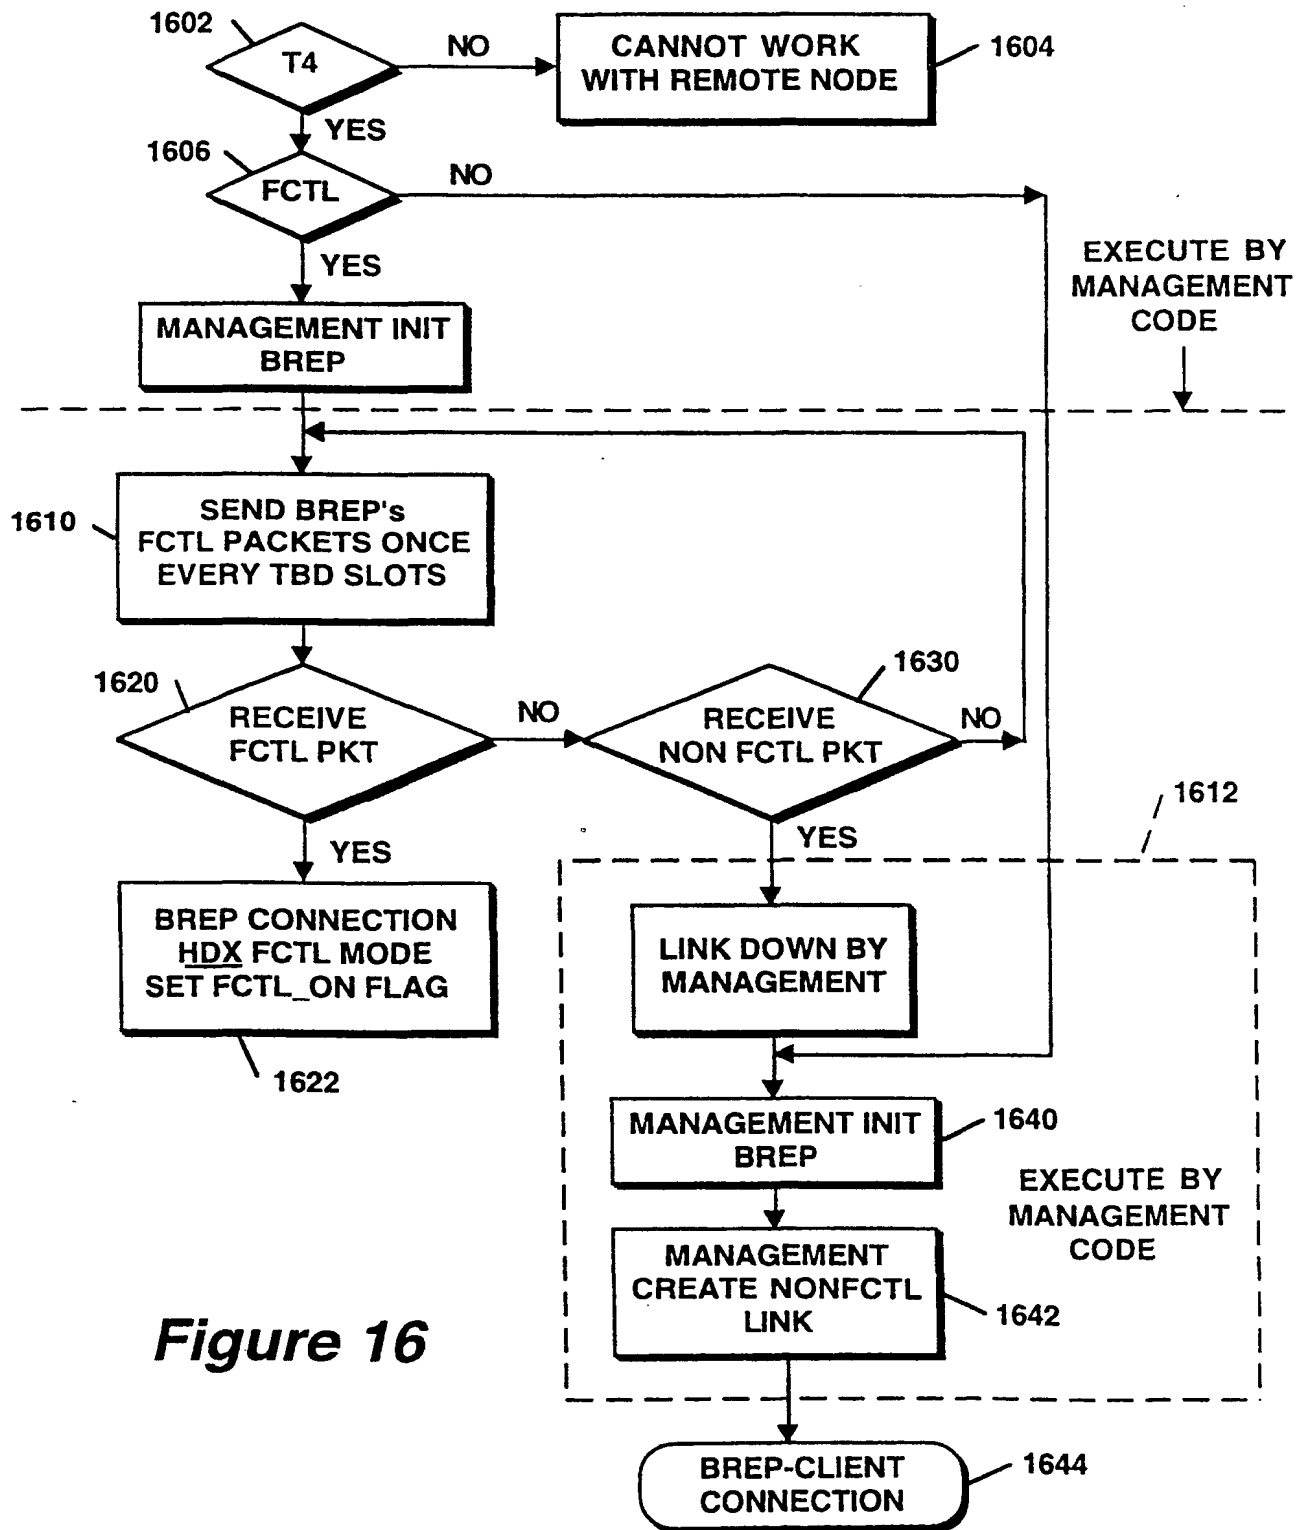 1602
T4
NO
CANNOT WORK
WITH REMOTE NODE
1604
YES
1606
FCTL
NO
YES
EXECUTE BY
MANAGEMENT
CODE
MANAGEMENT INIT
BREP
1610
SEND BREP's
FCTL PACKETS ONCE
EVERY TBD SLOTS
1620
RECEIVE
FCTL PKT
NO
1630
RECEIVE
NON FCTL PKT
NO
YES
YES
1612
BREP CONNECTION
HDX FCTL MODE
SET FCTL_ON FLAG
1622
LINK DOWN BY
MANAGEMENT
MANAGEMENT INIT
BREP
1640
EXECUTE BY
MANAGEMENT
CODE
MANAGEMENT
CREATE NONFCTL
LINK
1642
Figure 16
BREP-CLIENT
CONNECTION
1644